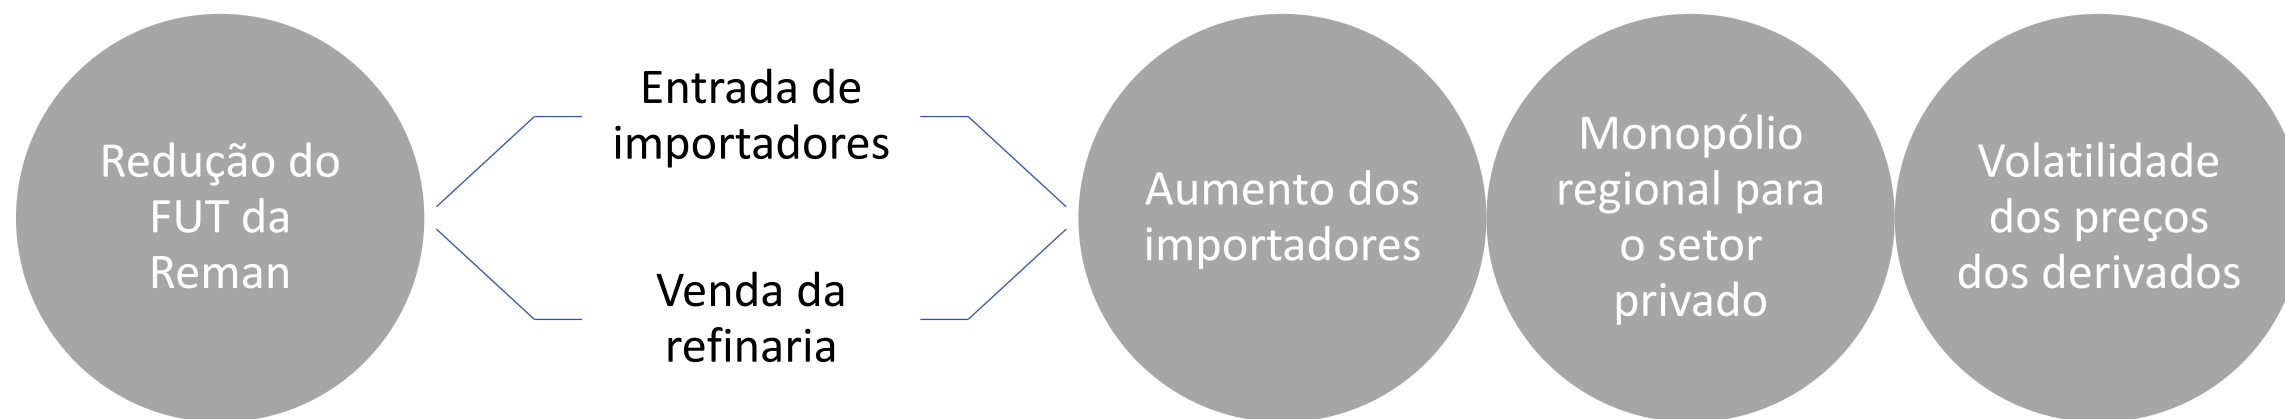 Redução do
FUT da
Reman
Entrada de
importadores
Venda da
refinaria
Aumento dos
importadores
Monopólio
regional para
o setor
privado
Volatilidade
dos preços
dos derivados